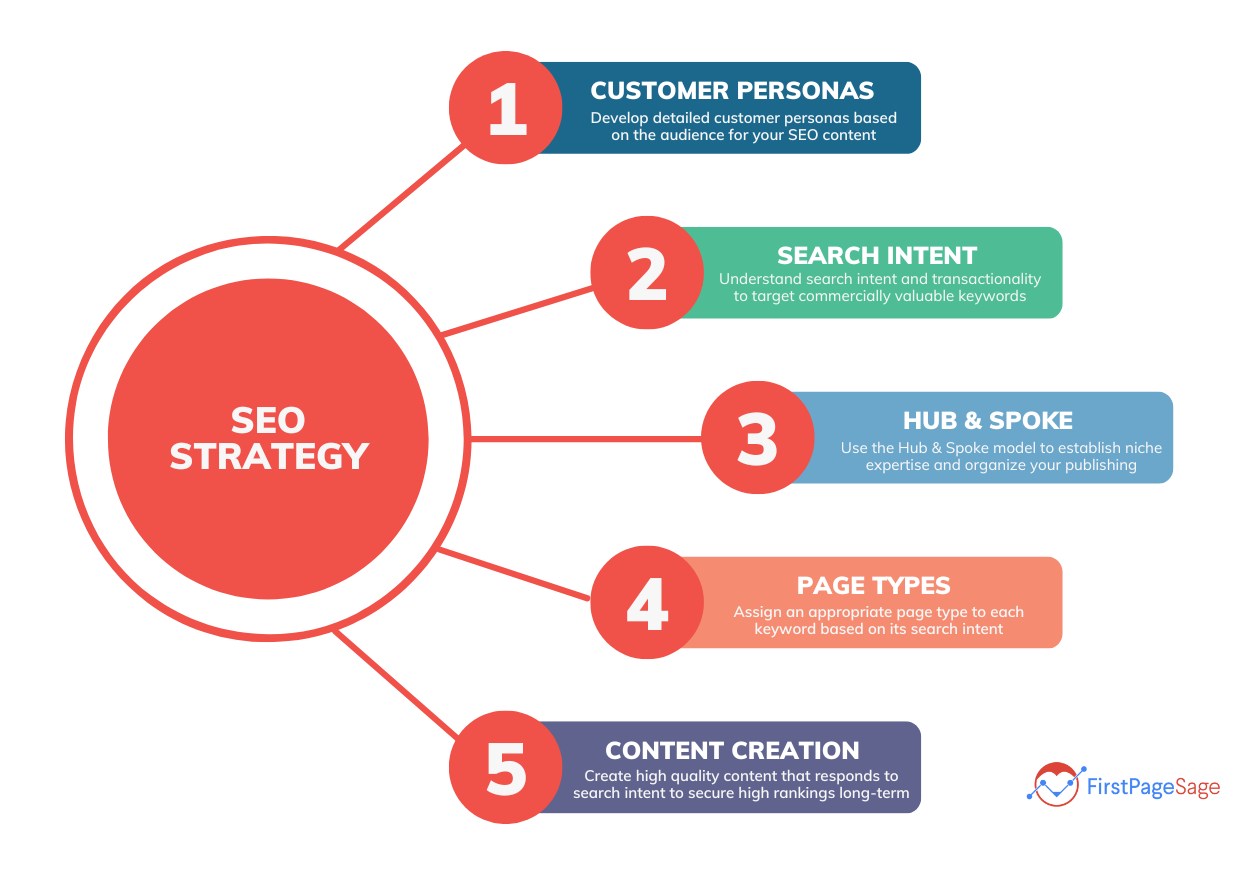 1
CUSTOMER PERSONAS
Develop detailed customer personas based
on the audience for your SEO content
2
SEARCH INTENT
Understand search intent and transactionality
to target commercially valuable keywords
SEO
STRATEGY
3
HUB & SPOKE
Use the Hub & Spoke model to establish niche
expertise and organize your publishing
4
PAGE TYPES
Assign an appropriate page type to each
keyword based on its search intent
5
CONTENT CREATION
Create high quality content that responds to
search intent to secure high rankings long-term
FirstPageSage